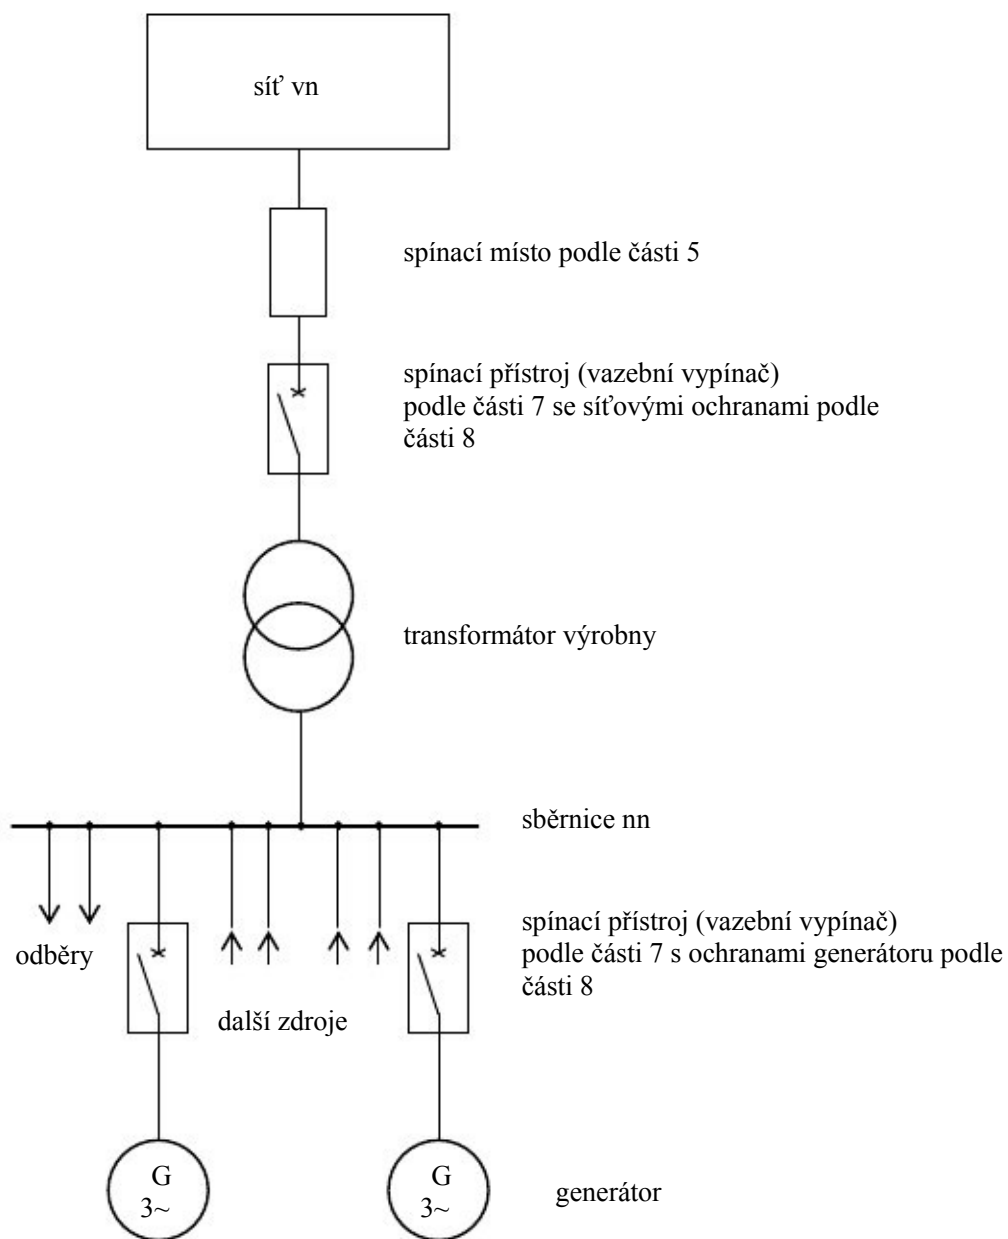 síť vn
spínací místo podle části 5
spínací přístroj (vazební vypínač)
podle části 7 se síťovými ochranami podle
části 8
transformátor výrobny
sběrnice nn
spínací přístroj (vazební vypínač)
podle části 7 s ochranami generátoru podle
části 8
odběry
další zdroje
G
3~
G
3~
generátor